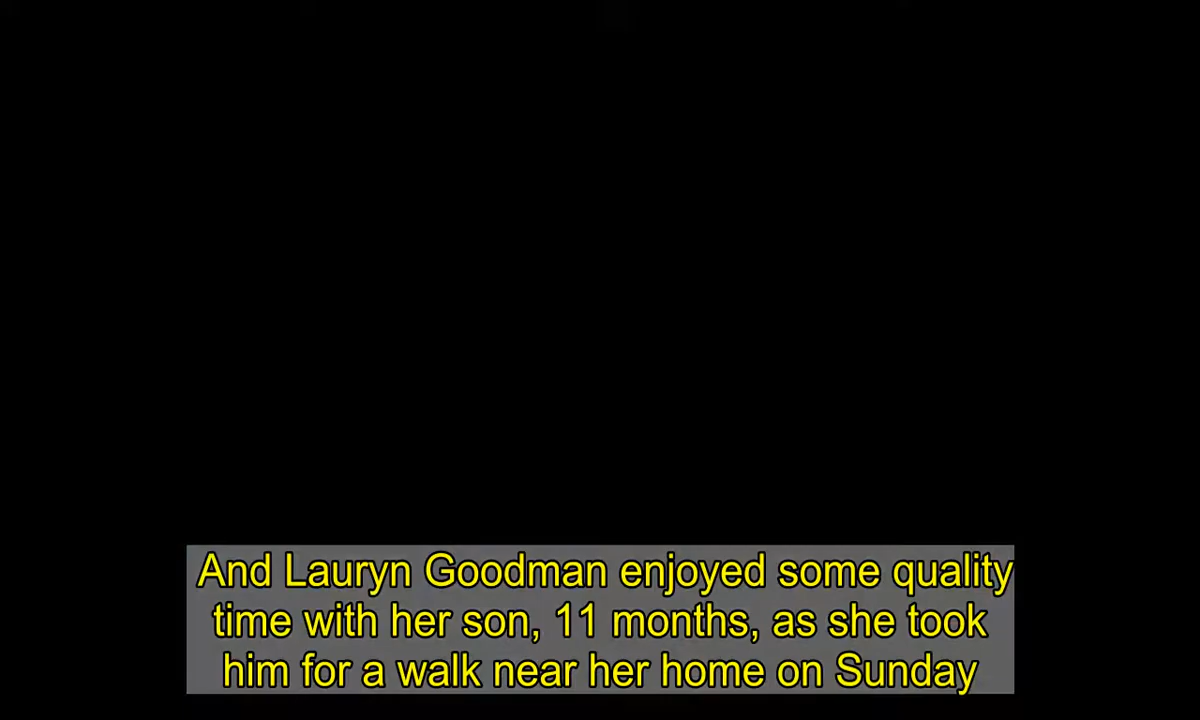 And Lauryn Goodman enjoyed some quality
time with her son, 11 months, as she took
him for a walk near her home on Sunday